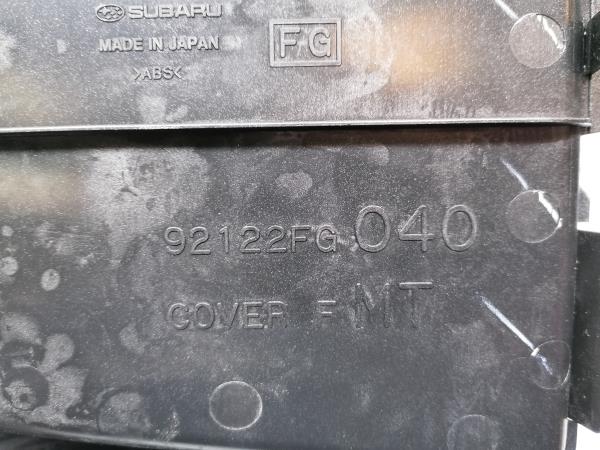 SUBARU
MADE IN JAPAN
>ABS<
FG
92122FG 040
COVER F MT